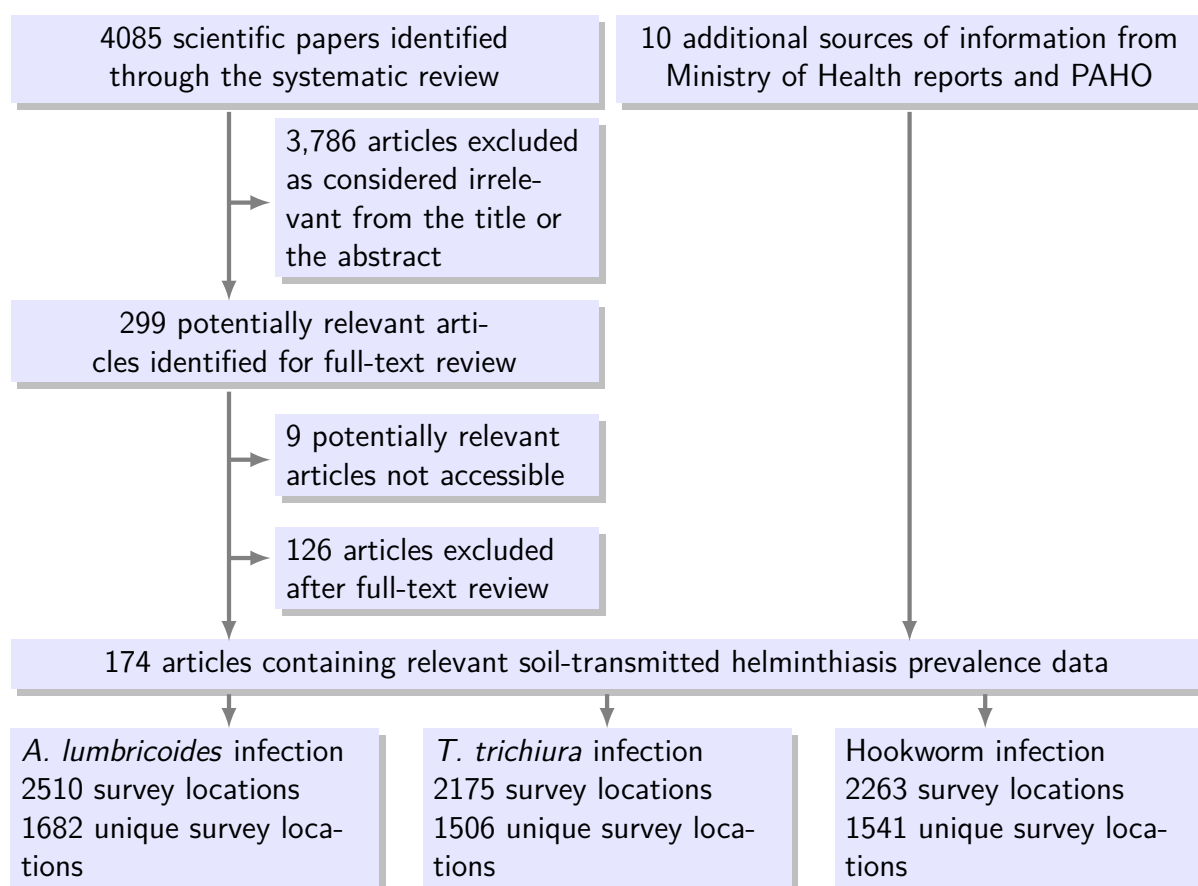 4085 scientific papers identified
through the systematic review
10 additional sources of information from
Ministry of Health reports and PAHO
3,786 articles excluded
as considered irrele-
vant from the title or
the abstract
299 potentially relevant arti-
cles identified for full-text review
9 potentially relevant
articles not accessible
126 articles excluded
after full-text review
174 articles containing relevant soil-transmitted helminthiasis prevalence data
A. lumbricoides infection
2510 survey locations
1682 unique survey loca-
tions
T. trichiura infection
2175 survey locations
1506 unique survey loca-
tions
Hookworm infection
2263 survey locations
1541 unique survey loca-
tions